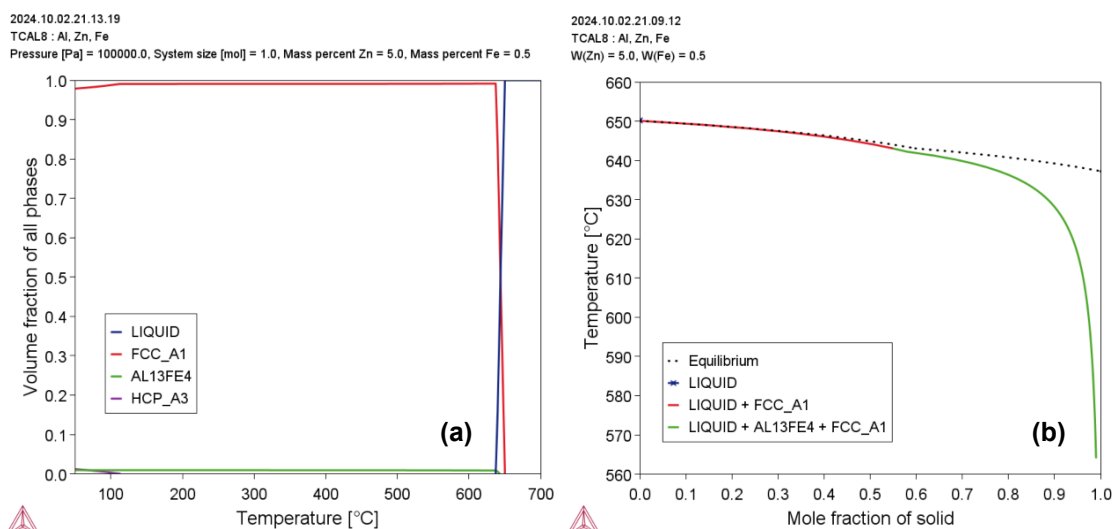 2024.10.02.21.13.19
TCAL8 : Al, Zn, Fe
Pressure [Pa] = 100000.0, System size [mol] = 1.0, Mass percent Zn = 5.0, Mass percent Fe = 0.5
1.0
0.9
0.8
0.7
0.6
0.5
0.4
0.3
0.2
0.1
0.0
Volume fraction of all phases
LIQUID
FCC_A1
AL13FE4
HCP_A3
(a)
100 200 300 400 500 600 700
Temperature [°C]
2024.10.02.21.09.12
TCAL8 : Al, Zn, Fe
W(Zn) = 5.0, W(Fe) = 0.5
660
650
640
630
620
610
600
590
580
570
560
Temperature [°C]
Equilibrium
LIQUID
LIQUID + FCC_A1
LIQUID + AL13FE4 + FCC_A1
(b)
0.0 0.1 0.2 0.3 0.4 0.5 0.6 0.7 0.8 0.9 1.0
Mole fraction of solid